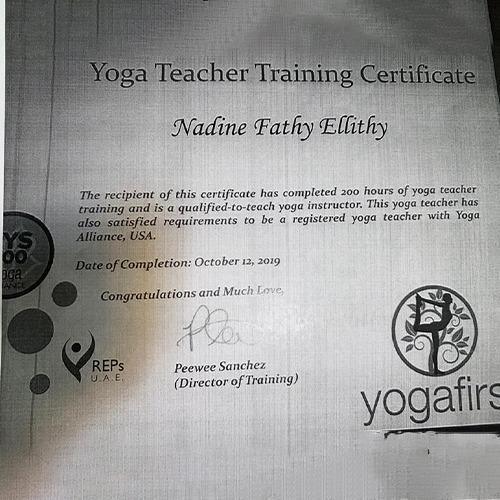 Yoga Teacher Training Certificate
Nadine Fathy Ellithy
The recipient of this certificate has completed 200 hours of yoga teacher
training and is a qualified-to-teach yoga instructor. This yoga teacher has
also satisfied requirements to be a registered yoga teacher with Yoga
Alliance, USA.
Date of Completion: October 12, 2019
Congratulations and Much Love,
Peewee Sanchez
(Director of Training)
REPs
U.A.E.
yogafirs